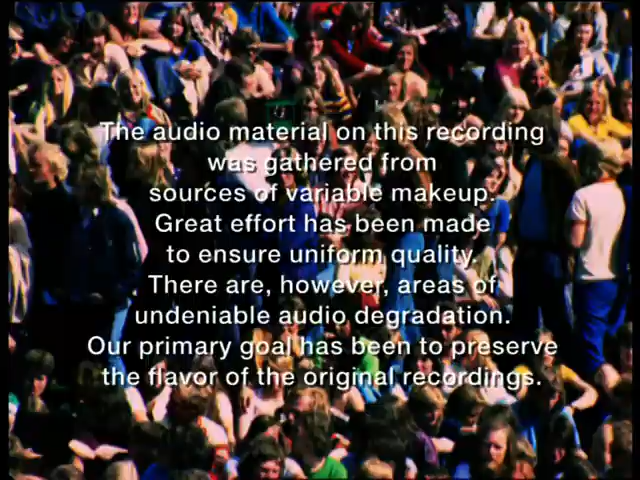 The audio material on this recording
was gathered from
sources of variable makeup.
Great effort has been made
to ensure uniform quality.
There are, however, areas of
undeniable audio degradation.
Our primary goal has been to preserve
the flavor of the original recordings.